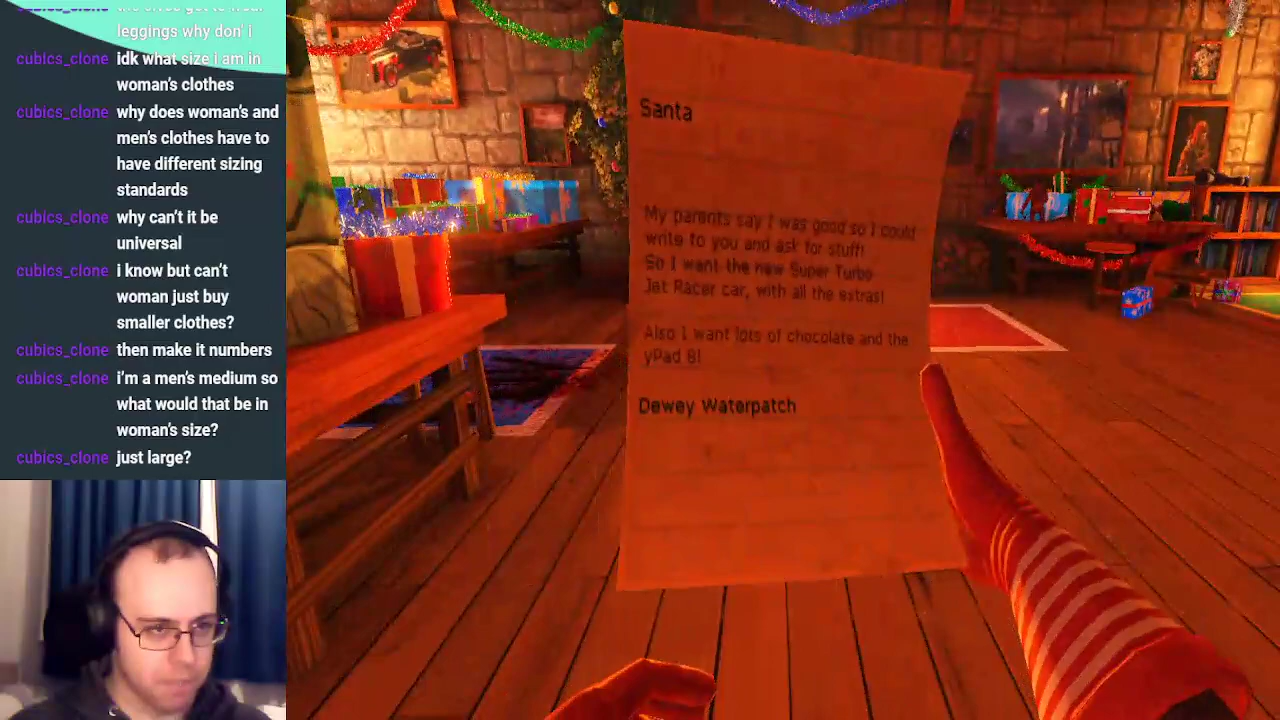 leggings why don' i
cubics_clone idk what size i am in
woman's clothes
cubics_clone why does woman's and
men's clothes have to
have different sizing
standards
cubics_clone why can't it be
universal
cubics_clone i know but can't
woman just buy
smaller clothes?
cubics_clone then make it numbers
cubics_clone i'm a men's medium so
what would that be in
woman's size?
cubics_clone just large?
Santa
My parents say I was good so I could
write to you and ask for stuff!
So I want the new Super Turbo
Jet Racer car, with all the extras!
Also I want lots of chocolate and the
yPad 8!
Dewey Waterpatch